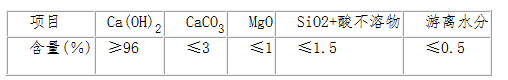 项目 Ca(OH)₂ CaCO₃ MgO SiO2+酸不溶物 游离水分
含量(%) ≥96 ≤3 ≤1 ≤1.5 ≤0.5